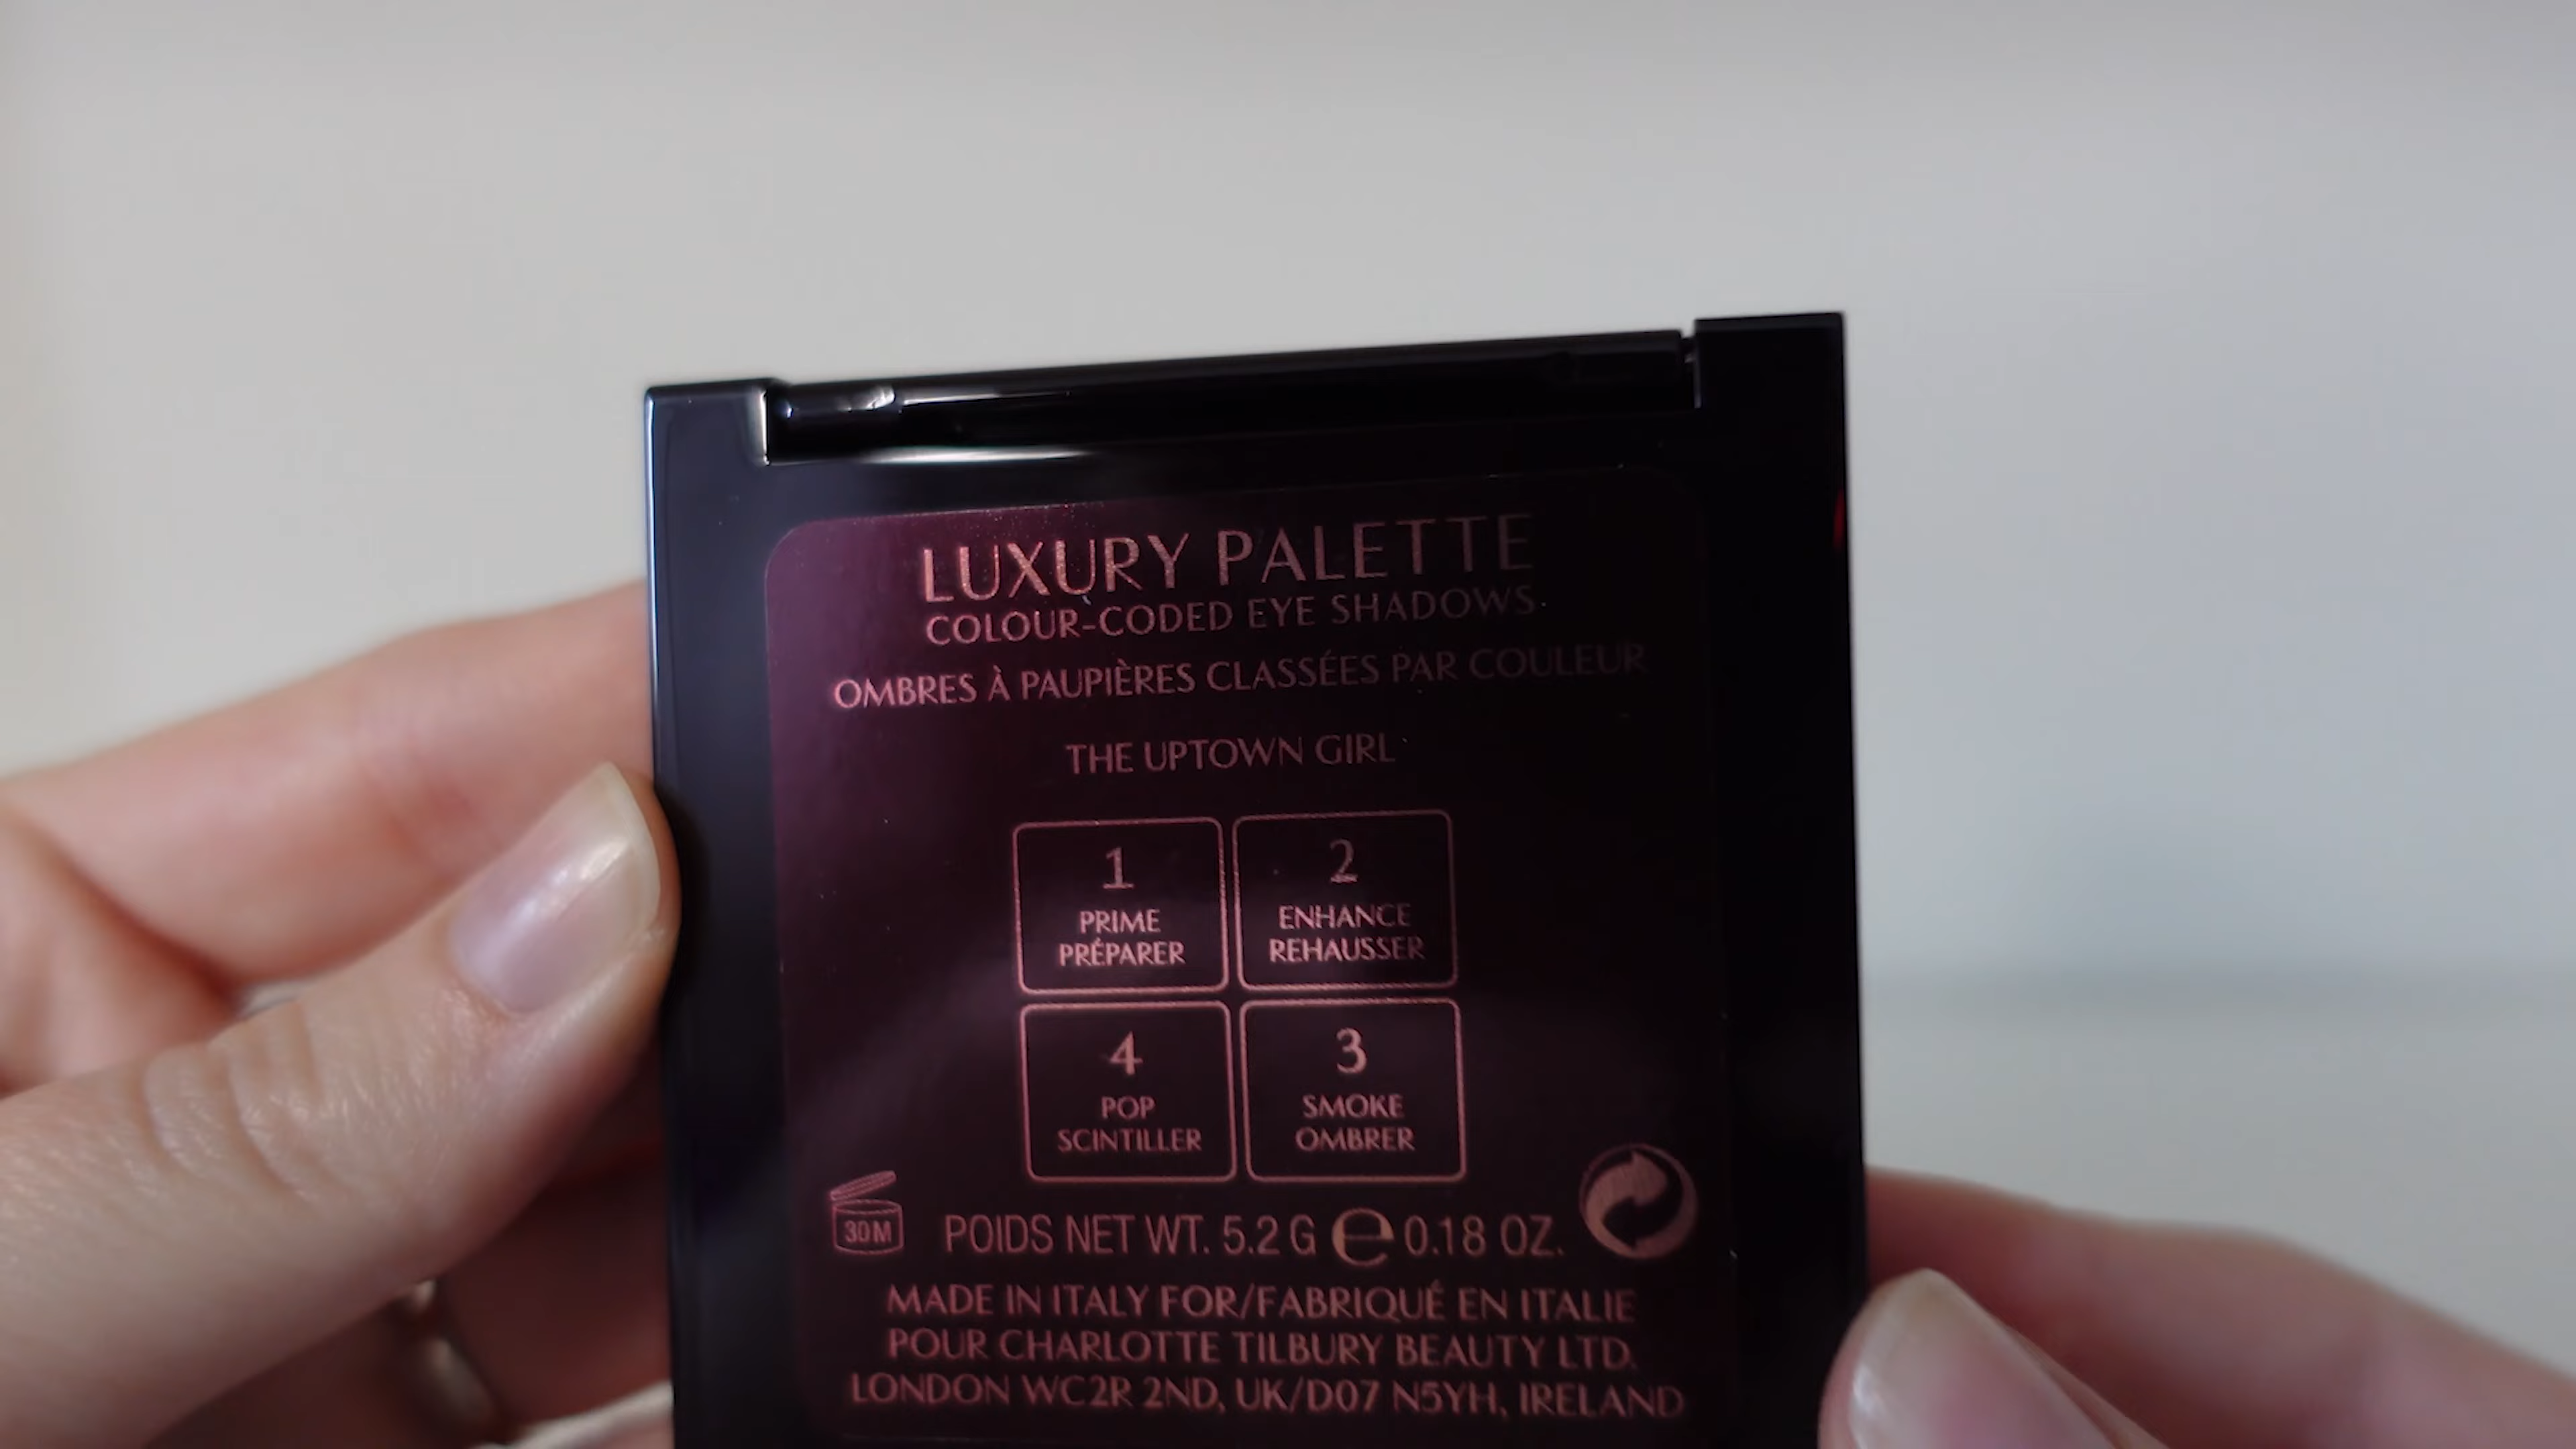 LUXURY PALETTE
COLOUR-CODED EYE SHADOWS
OMBRES À PAUPIÈRES CLASSÉES PAR COULEUR
THE UPTOWN GIRL
1
PRIME
PRÉPARER
2
ENHANCE
REHAUSSER
4
POP
SCINTILLER
3
SMOKE
OMBRER
30M
POIDS NET WT. 5.2 G e 0.18 OZ.
MADE IN ITALY FOR/FABRIQUÉ EN ITALIE
POUR CHARLOTTE TILBURY BEAUTY LTD.
LONDON WC2R 2ND, UK/D07 N5YH, IRELAND